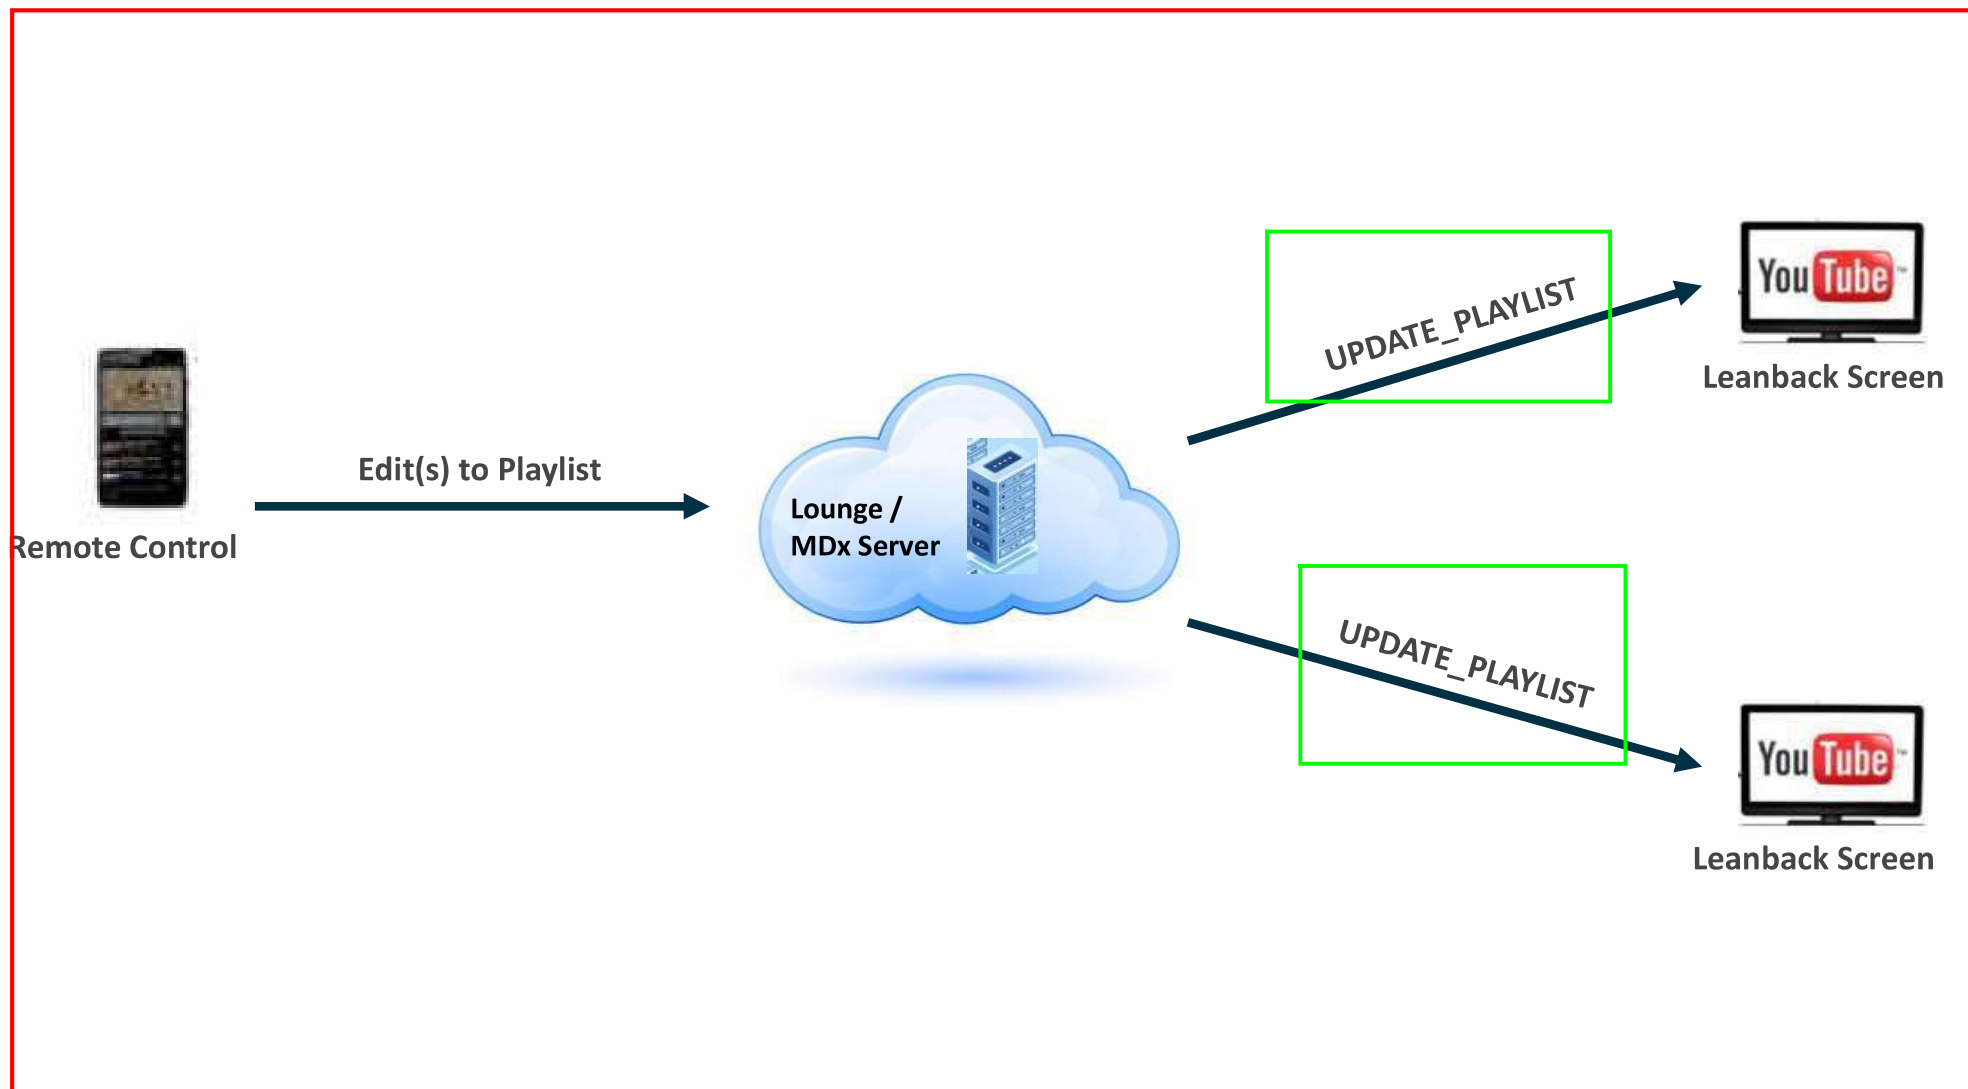 UPDATE_PLAYLIST
YouTube
Leanback Screen
Edit(s) to Playlist
Remote Control
Lounge /
MDx Server
UPDATE_PLAYLIST
YouTube
Leanback Screen